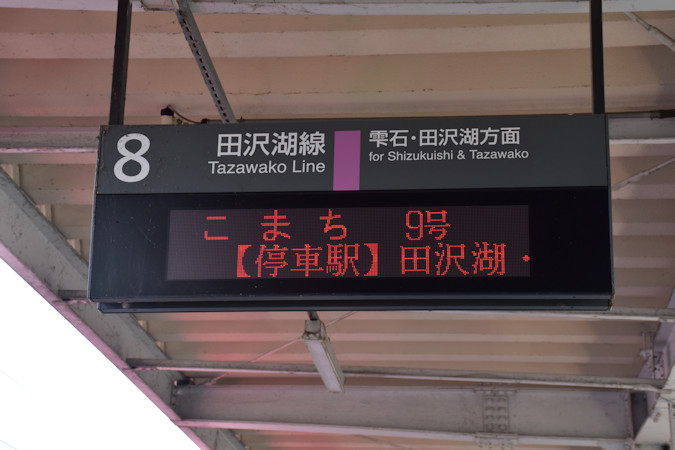 8
田沢湖線
Tazawako Line
雫石・田沢湖方面
for Shizukuishi & Tazawako
こまち 9号
【停車駅】田沢湖・